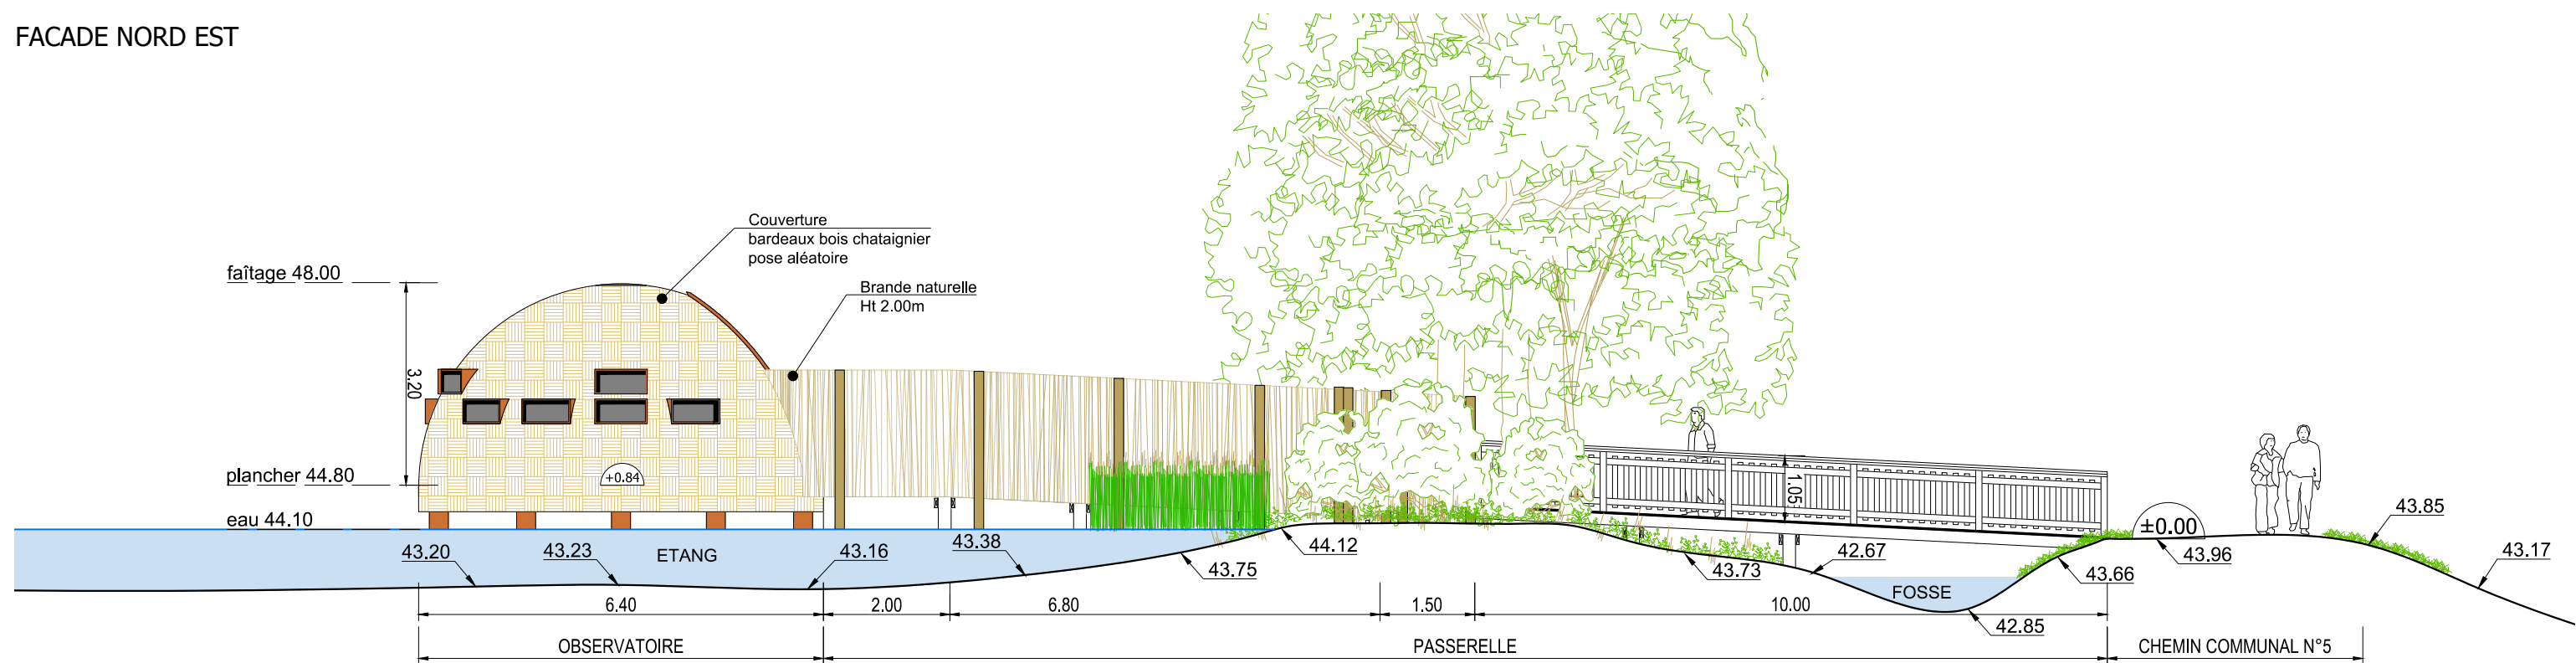 FACADE NORD EST
Couverture
bardeaux bois chataignier
pose aléatoire
faîtage 48.00
Brande naturelle
Ht 2.00m
3.20
plancher 44.80
+0.84
1.05
eau 44.10
±0.00
43.20
43.23
ETANG
43.16
43.38
43.75
44.12
43.73
42.67
FOSSE
42.85
43.66
43.96
43.85
43.17
6.40
2.00
6.80
1.50
10.00
OBSERVATOIRE
PASSERELLE
CHEMIN COMMUNAL N°5